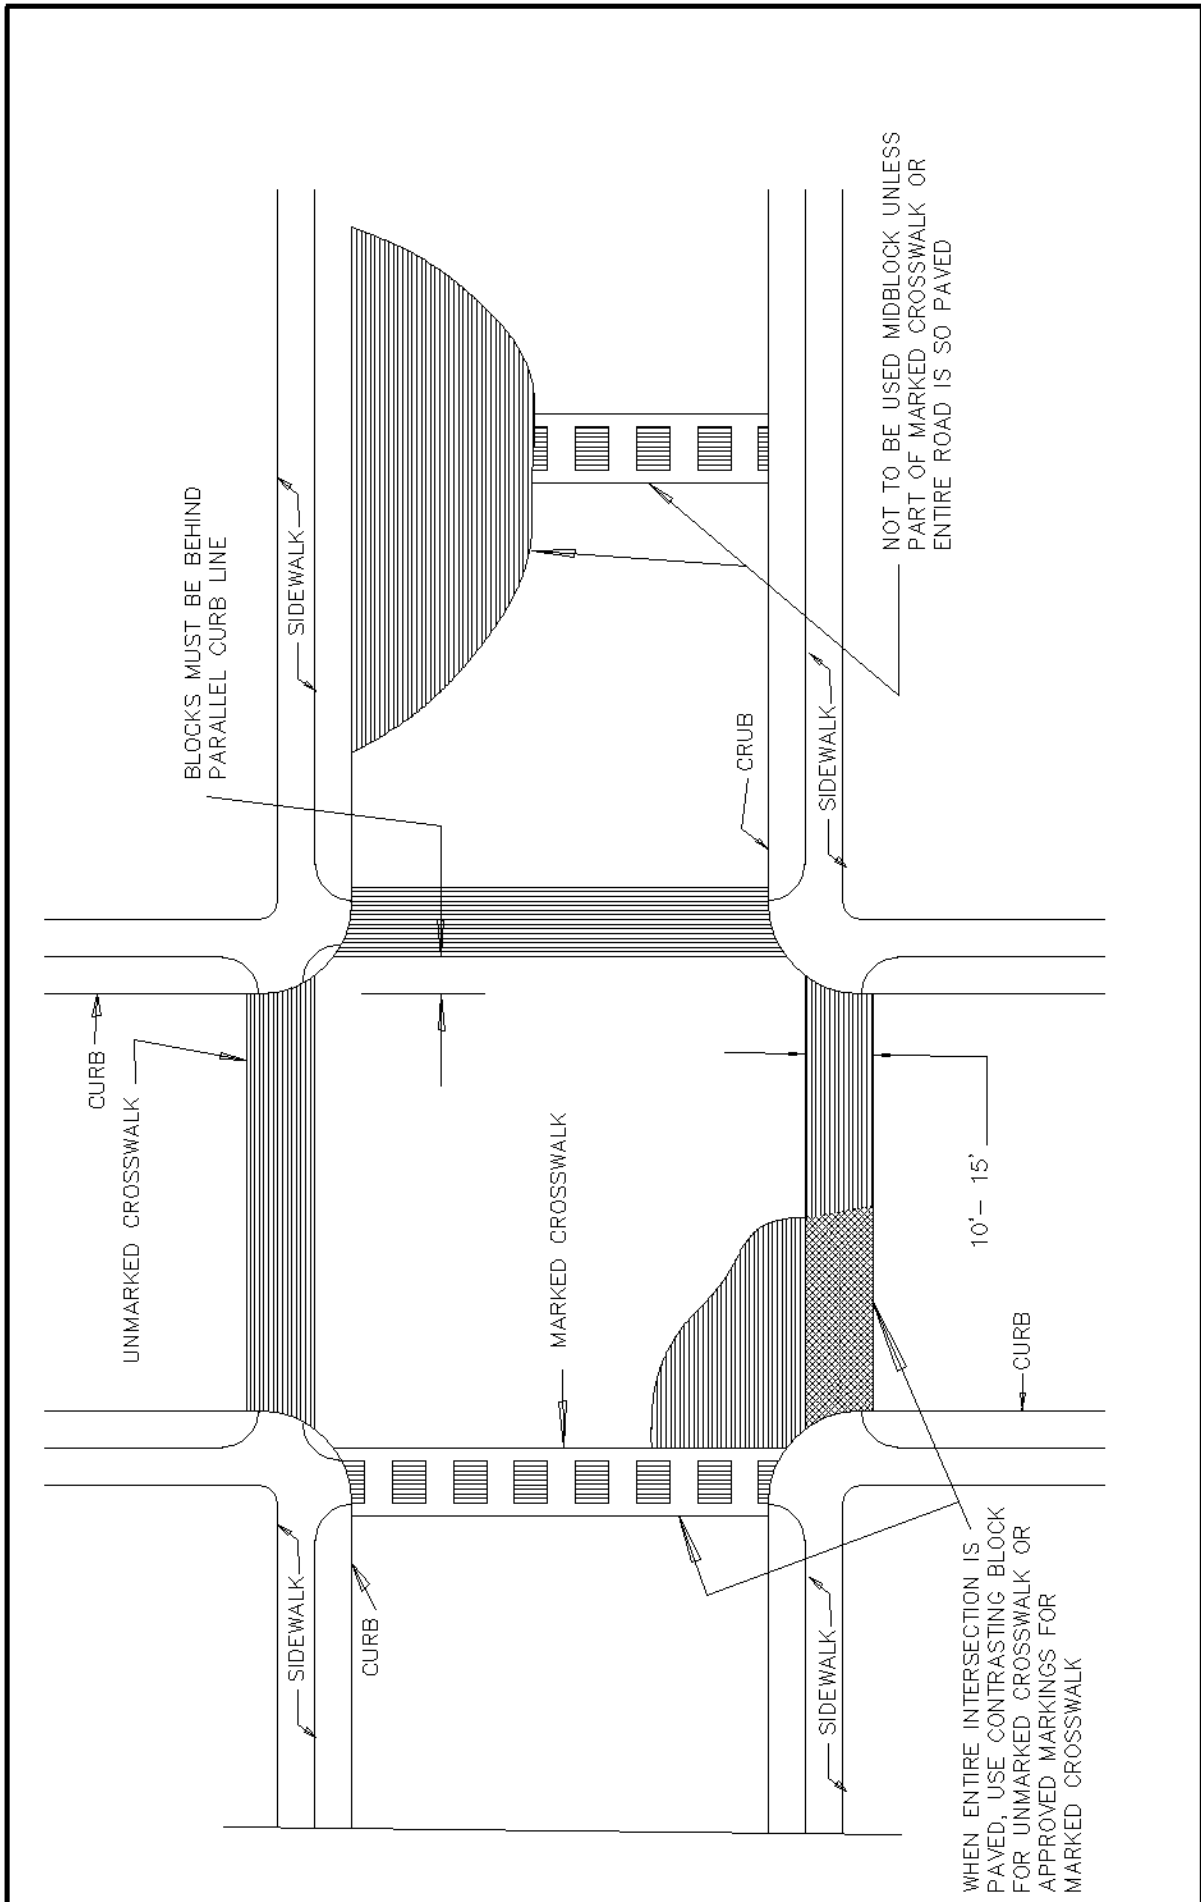 BLOCKS MUST BE BEHIND
PARALLEL CURB LINE
SIDEWALK
CURB
UNMARKED CROSSWALK
SIDEWALK
CURB
MARKED CROSSWALK
CRUB
SIDEWALK
SIDEWALK
NOT TO BE USED MIDBLOCK UNLESS
PART OF MARKED CROSSWALK OR
ENTIRE ROAD IS SO PAVED
10'– 15'
CURB
WHEN ENTIRE INTERSECTION IS
PAVED, USE CONTRASTING BLOCK
FOR UNMARKED CROSSWALK OR
APPROVED MARKINGS FOR
MARKED CROSSWALK